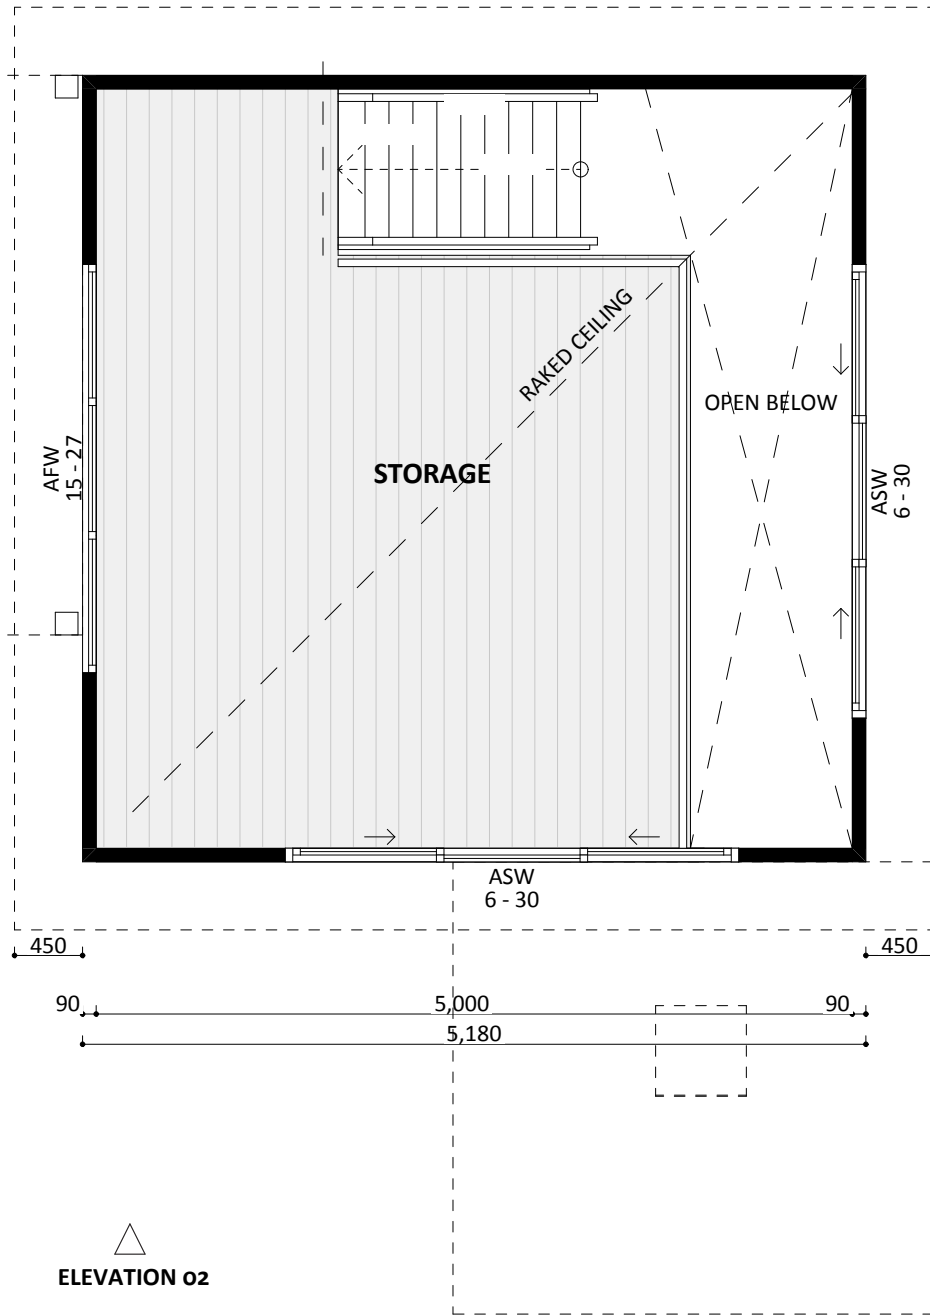 RAKED CEILING
OPEN BELOW
STORAGE
AFW
15 - 27
ASW
6 - 30
ASW
6 - 30
450
450
90
5,000
90
5,180
ELEVATION 02